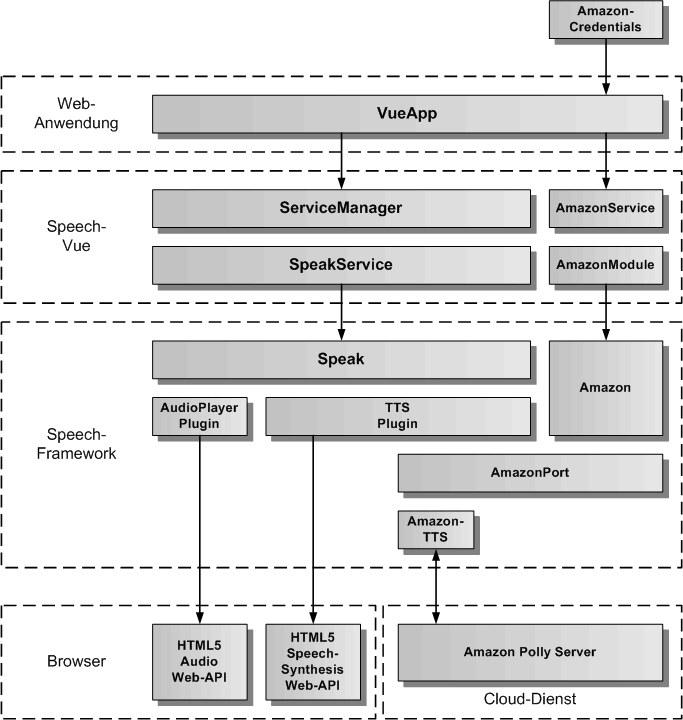 Amazon-
Credentials
Web-
Anwendung
VueApp
Speech-
Vue
ServiceManager
AmazonService
SpeakService
AmazonModule
Speech-
Framework
Speak
Amazon
AudioPlayer
Plugin
TTS
Plugin
AmazonPort
Amazon-
TTS
Browser
HTML5
Audio
Web-API
HTML5
Speech-
Synthesis
Web-API
Amazon Polly Server
Cloud-Dienst